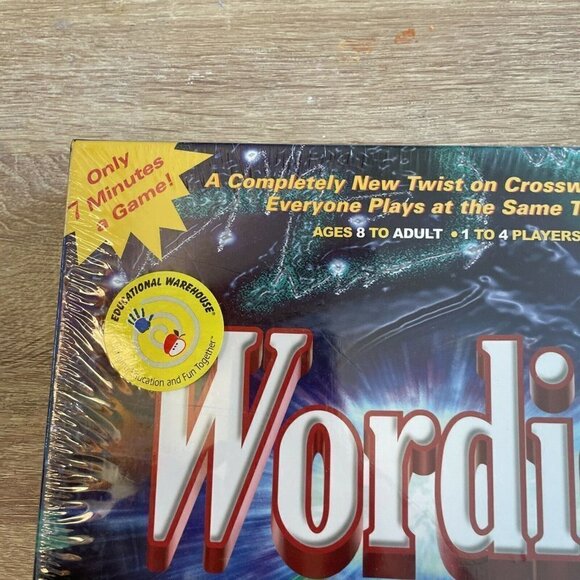 Only
7 Minutes
a Game!
A Completely New Twist on Crossw
Everyone Plays at the Same T
AGES 8 TO ADULT • 1 TO 4 PLAYERS
EDUCATIONAL WAREHOUSE
Education and Fun Together
Wordi